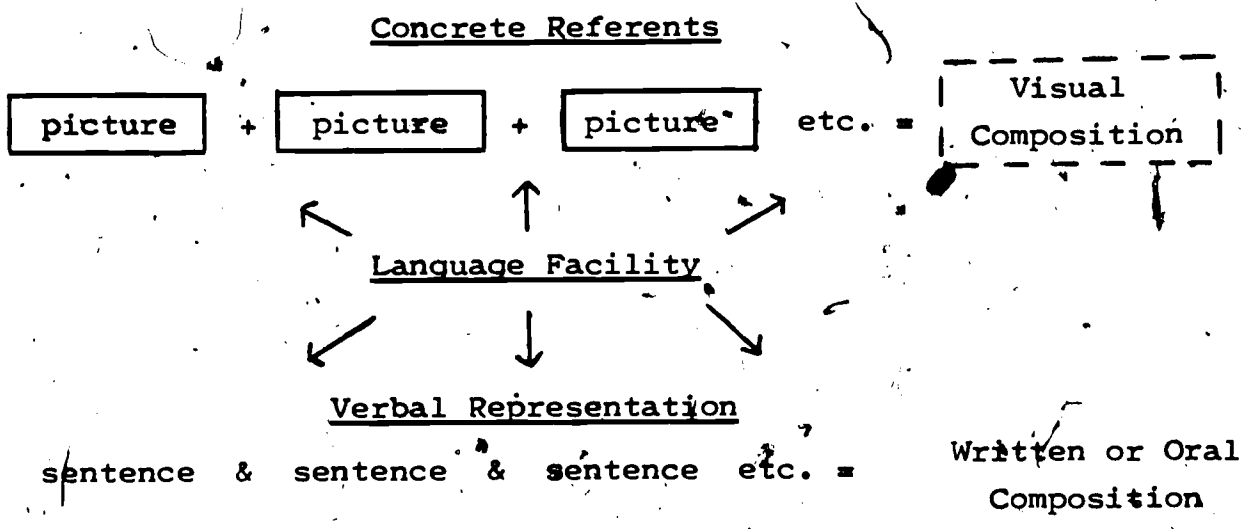 Concrete Referents
picture + picture + picture etc. = Visual Composition
Language Facility
Verbal Representation
sentence & sentence & sentence etc. = Written or Oral Composition